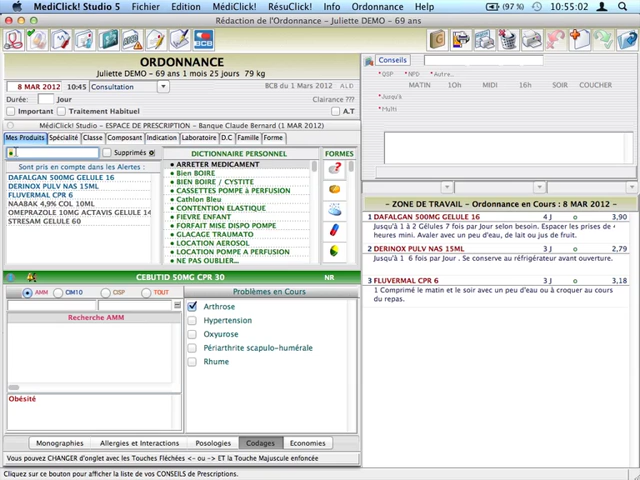 MédiClick! Studio 5 Fichier Edition MédiClick! RésuClick! Info Ordonnance (97 %) 10:55:02
Rédaction de l'Ordonnance - Juliette DEMO - 69 ans
ORDONNANCE
Juliette DEMO - 69 ans 1 mois 25 jours 79 kg
8 MAR 2012 10:45 Consultation BCB du 1 Mars 2012 ALD
Durée: Jour Clairance ???
Important Traitement Habituel A.T
MédiClick! Studio - ESPACE DE PRESCRIPTION - Banque Claude Bernard (1 MAR 2012)
Mes Produits Spécialité Classe Composant Indication Laboratoire D.C Famille Forme
Supprimés
DICTIONNAIRE PERSONNEL
FORMES
Sont pris en compte dans les Alertes :
DAFALGAN 500MG GELULE 16
DERINOX PULV NAS 15ML
FLUVERMAL CPR 6
NAABAK 4,9% COL 10ML
OMEPRAZOLE 10MG ACTAVIS GELULE 14
STRESAM GELULE 60
ARRETER MEDICAMENT
Bien BOIRE
BIEN BOIRE / CYSTITE
CASSETTES POMPE à PERFUSION
Cathlon Bleu
CONTENTION ELASTIQUE
FIEVRE ENFANT
FORFAIT MISE DISPO POMPE
GLACAGE TRAUMATO
LOCATION AEROSOL
LOCATION POMPE A PERFUSION
NE PAS OUBLIER...
CEBUTID 50MG CPR 30 NR
AMM CIM10 CISP TOUT
Recherche AMM
Obésité
Problèmes en Cours
Arthrose
Hypertension
Oxyurose
Périarthrite scapulo-humérale
Rhume
Monographies Allergies et Interactions Posologies Codages Economies
Vous pouvez CHANGER d'onglet avec les Touches Fléchées <- ou -> ET la Touche Majuscule enfoncée
Cliquez sur ce bouton pour afficher la liste de vos CONSEILS de Prescriptions.
Conseils
QSP NPD Autre..
MATIN 10H MIDI 16H SOIR COUCHER
Jusqu'à
Multi
- ZONE DE TRAVAIL - Ordonnance en Cours : 8 MAR 2012 -
1 DAFALGAN 500MG GELULE 16 4 J o 3,90
Jusqu'à 1 à 2 Gélules 7 fois par Jour selon besoin. Espacer les prises de 4
heures mini. Avaler avec un peu d'eau, de lait ou jus de fruit.
2 DERINOX PULV NAS 15ML 3 J o 2,79
Jusqu'à 1 6 fois par Jour . Se conserve au réfrigérateur avant ouverture.
3 FLUVERMAL CPR 6 3 J o 3,18
1 Comprimé le matin et le soir avec un peu d'eau ou à croquer au cours
du repas.